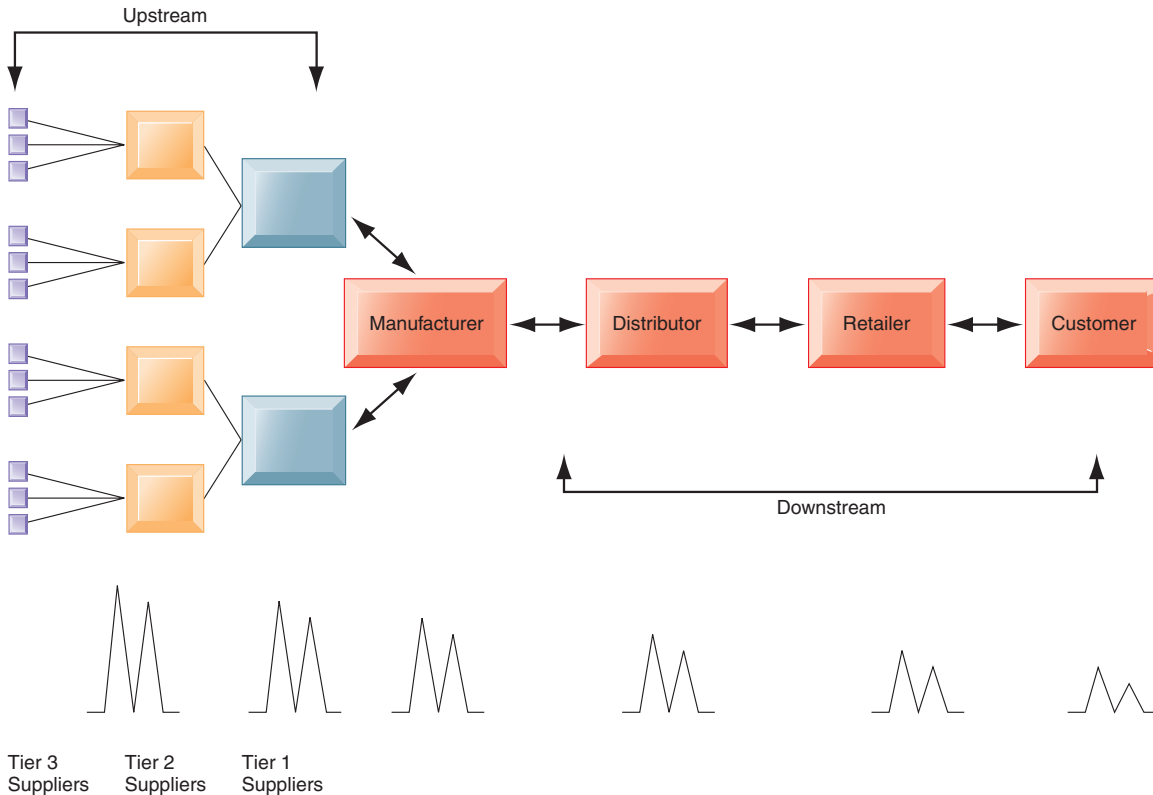 Upstream
Manufacturer
Distributor
Retailer
Customer
Downstream
Tier 3
Suppliers
Tier 2
Suppliers
Tier 1
Suppliers